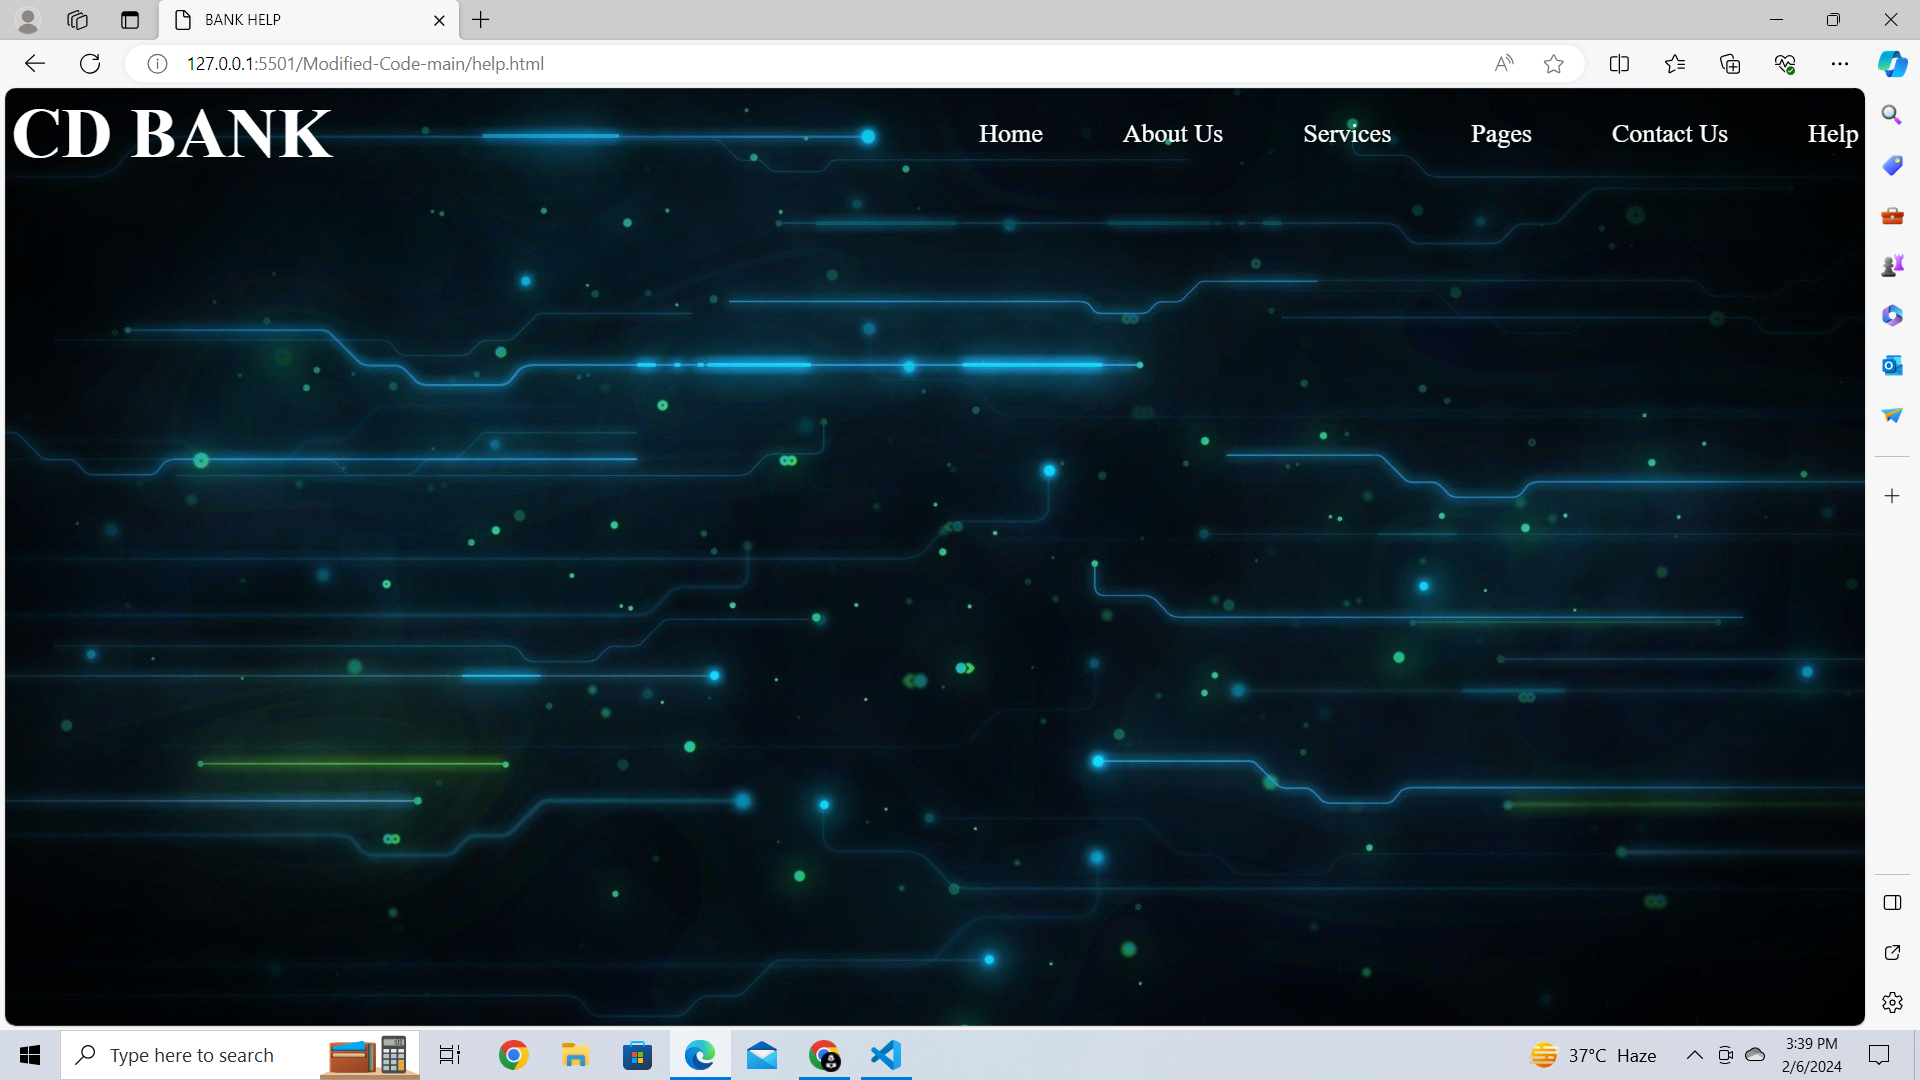 BANK HELP
127.0.0.1:5501/Modified-Code-main/help.html
CD BANK
Home About Us Services Pages Contact Us Help
Type here to search
37°C Haze
3:39 PM
2/6/2024